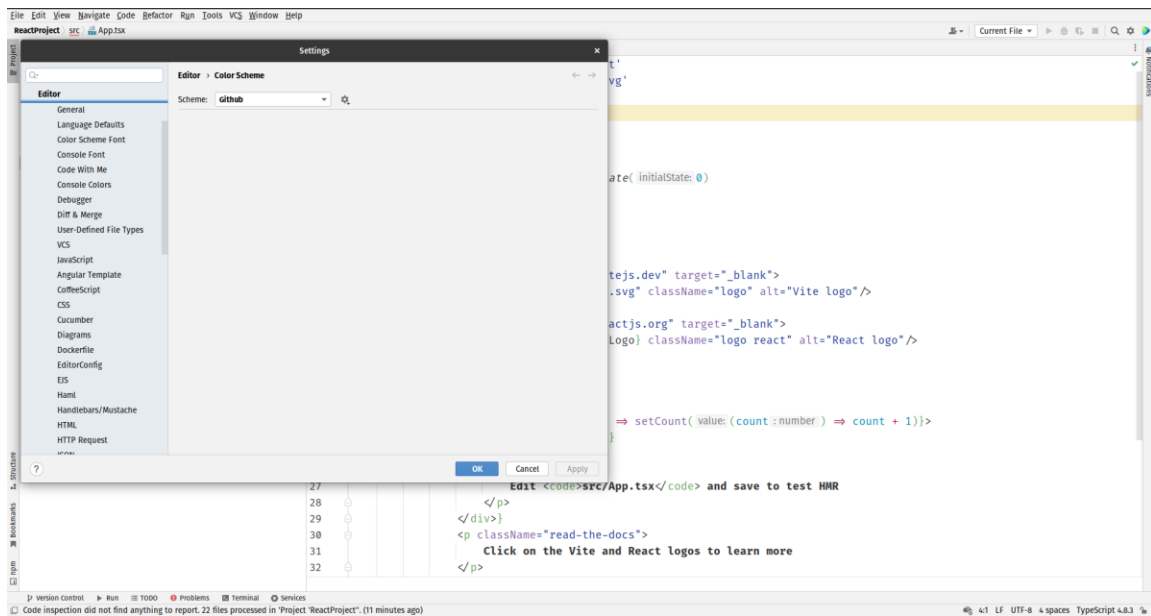 File Edit View Navigate Code Refactor Run Tools VCS Window Help
ReactProject src App.tsx
Current File
Project
Notifications
Settings
Editor › Color Scheme
Scheme: Github
Editor
General
Language Defaults
Color Scheme Font
Console Font
Code With Me
Console Colors
Debugger
Diff & Merge
User-Defined File Types
VCS
JavaScript
Angular Template
CoffeeScript
CSS
Cucumber
Diagrams
Dockerfile
EditorConfig
EJS
Haml
Handlebars/Mustache
HTML
HTTP Request
JSON
?
OK Cancel Apply
t'
vg'
ate( initialState: 0)
tejs.dev" target="_blank">
.svg" className="logo" alt="Vite logo"/>
actjs.org" target="_blank">
Logo} className="logo react" alt="React logo"/>
=> setCount( value: (count : number ) => count + 1)}>
}
27 Edit <code>src/App.tsx</code> and save to test HMR
28 </p>
29 </div>}
30 <p className="read-the-docs">
31 Click on the Vite and React logos to learn more
32 </p>
Structure
Bookmarks
npm
Version Control Run TODO Problems Terminal Services
Code inspection did not find anything to report. 22 files processed in 'Project 'ReactProject''. (11 minutes ago)
4:1 LF UTF-8 4 spaces TypeScript 4.8.3